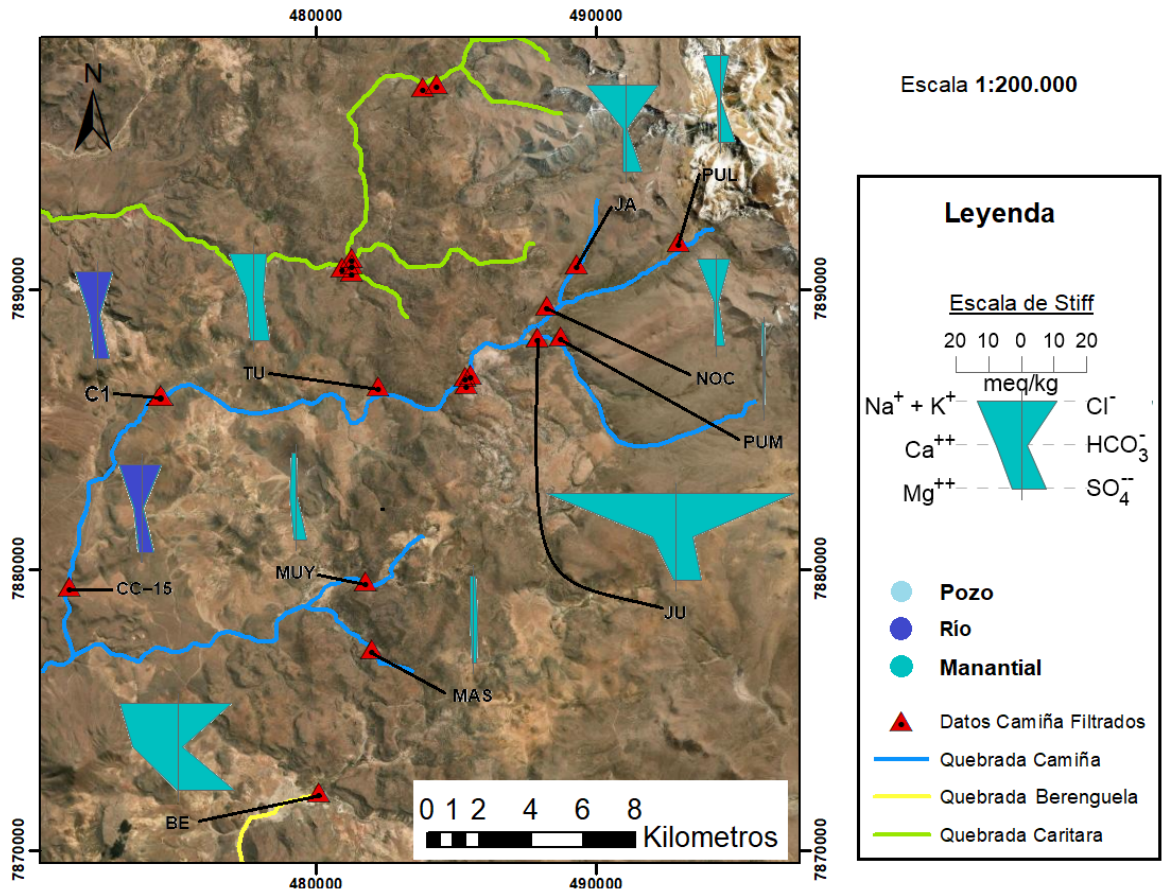 480000
490000
N
7890000
7880000
7870000
7890000
7880000
7870000
PUL
JA
NOC
PUM
TU
C1
CC-15
MUY
MAS
JU
BE
0 1 2 4 6 8
Kilometros
480000
490000
Escala 1:200.000
Leyenda
Escala de Stiff
20 10 0 10 20
meq/kg
Na⁺ + K⁺ Cl⁻
Ca⁺⁺ HCO₃⁻
Mg⁺⁺ SO₄⁻⁻
Pozo
Río
Manantial
Datos Camiña Filtrados
Quebrada Camiña
Quebrada Berenguela
Quebrada Caritara